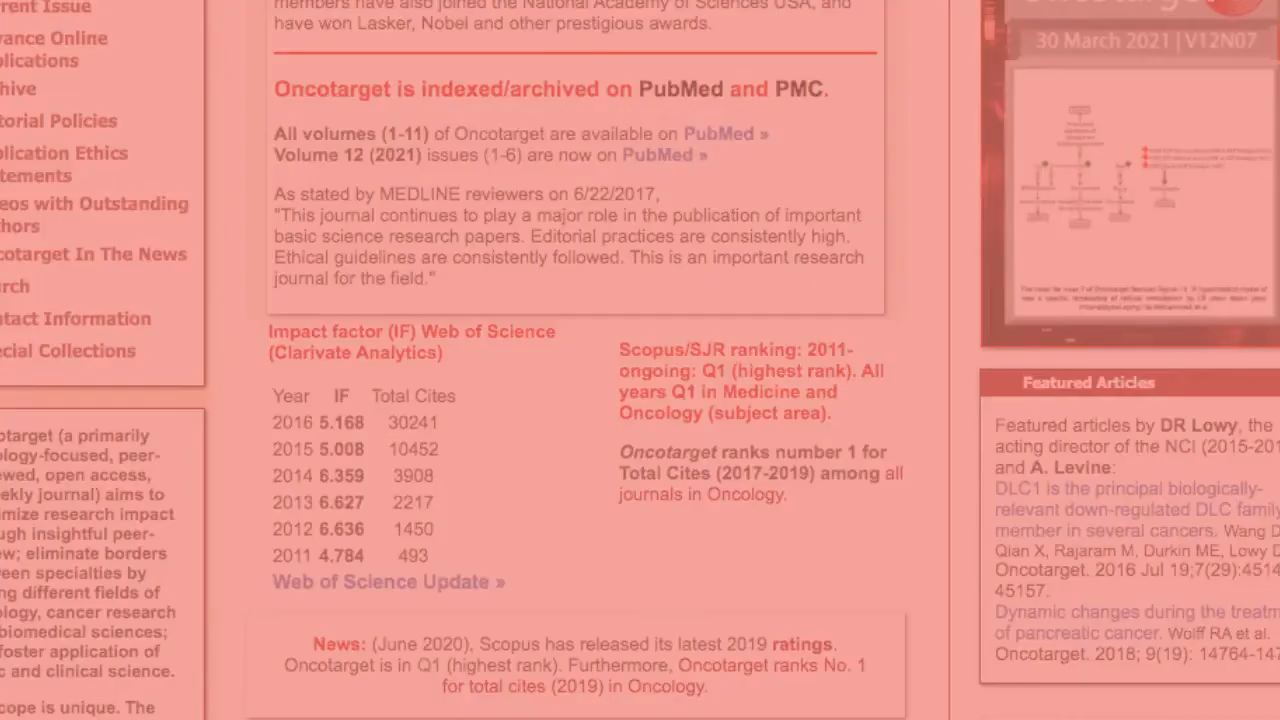 rrent Issue
vance Online
plications
hive
torial Policies
plication Ethics
tements
eos with Outstanding
thors
cotarget In The News
rch
ntact Information
ecial Collections
otarget (a primarily
ology-focused, peer-
ewed, open access,
ekly journal) aims to
imize research impact
ugh insightful peer-
ew; eliminate borders
een specialties by
ng different fields of
ology, cancer research
biomedical sciences;
foster application of
c and clinical science.
cope is unique. The
members have also joined the National Academy of Sciences USA, and
have won Lasker, Nobel and other prestigious awards.
Oncotarget is indexed/archived on PubMed and PMC.
All volumes (1-11) of Oncotarget are available on PubMed »
Volume 12 (2021) issues (1-6) are now on PubMed »
As stated by MEDLINE reviewers on 6/22/2017,
"This journal continues to play a major role in the publication of important
basic science research papers. Editorial practices are consistently high.
Ethical guidelines are consistently followed. This is an important research
journal for the field."
Impact factor (IF) Web of Science
(Clarivate Analytics)
Year IF Total Cites
2016 5.168 30241
2015 5.008 10452
2014 6.359 3908
2013 6.627 2217
2012 6.636 1450
2011 4.784 493
Web of Science Update »
Scopus/SJR ranking: 2011-
ongoing: Q1 (highest rank). All
years Q1 in Medicine and
Oncology (subject area).
Oncotarget ranks number 1 for
Total Cites (2017-2019) among all
journals in Oncology.
News: (June 2020), Scopus has released its latest 2019 ratings.
Oncotarget is in Q1 (highest rank). Furthermore, Oncotarget ranks No. 1
for total cites (2019) in Oncology.
Oncotarget
30 March 2021 | V12N07
Featured Articles
Featured articles by DR Lowy, the
acting director of the NCI (2015-201
and A. Levine:
DLC1 is the principal biologically-
relevant down-regulated DLC family
member in several cancers. Wang D
Qian X, Rajaram M, Durkin ME, Lowy D
Oncotarget. 2016 Jul 19;7(29):4514
45157.
Dynamic changes during the treatm
of pancreatic cancer. Wolff RA et al.
Oncotarget. 2018; 9(19): 14764-147